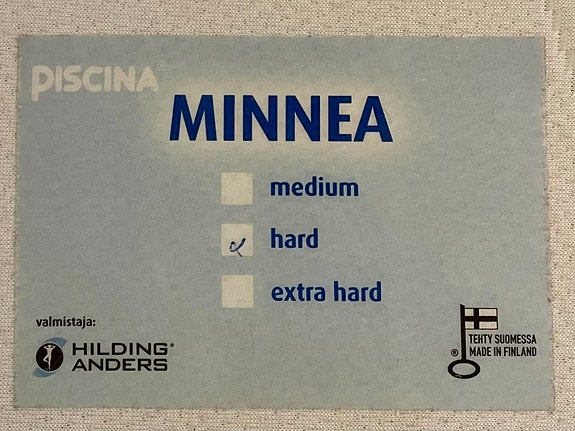 PISCINA®
MINNEA
medium
hard
extra hard
valmistaja:
HILDING®
ANDERS
TEHTY SUOMESSA
® MADE IN FINLAND